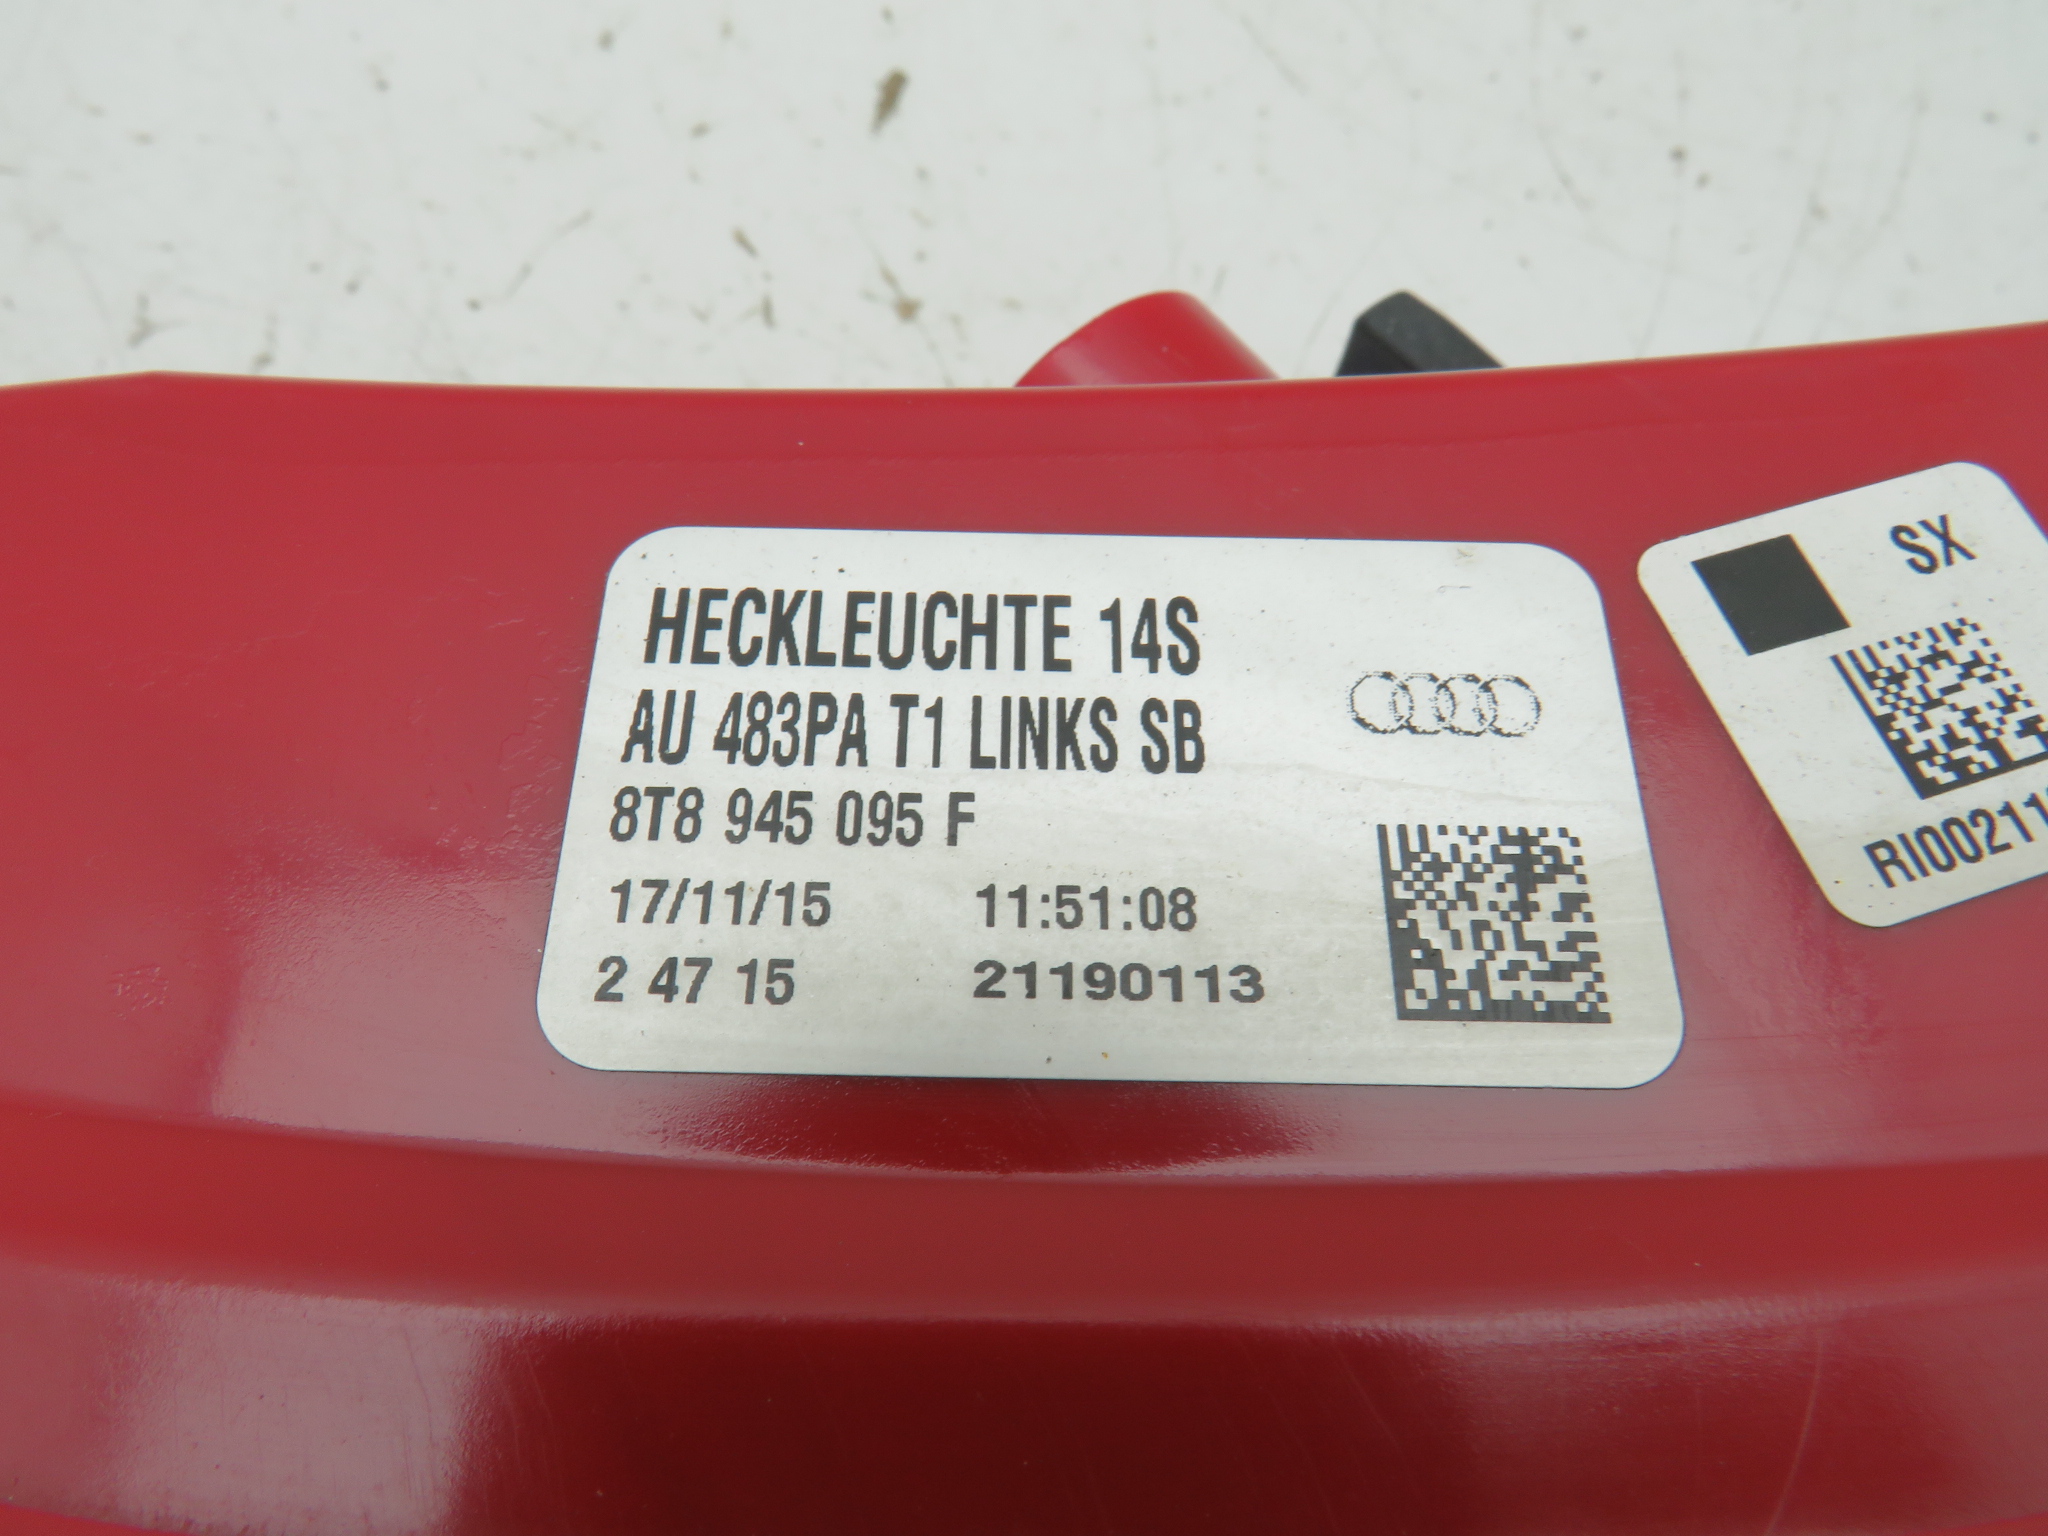 HECKLEUCHTE 14S
AU 483PA T1 LINKS SB
8T8 945 095 F
17/11/15 11:51:08
2 47 15 21190113
SX
RI00211